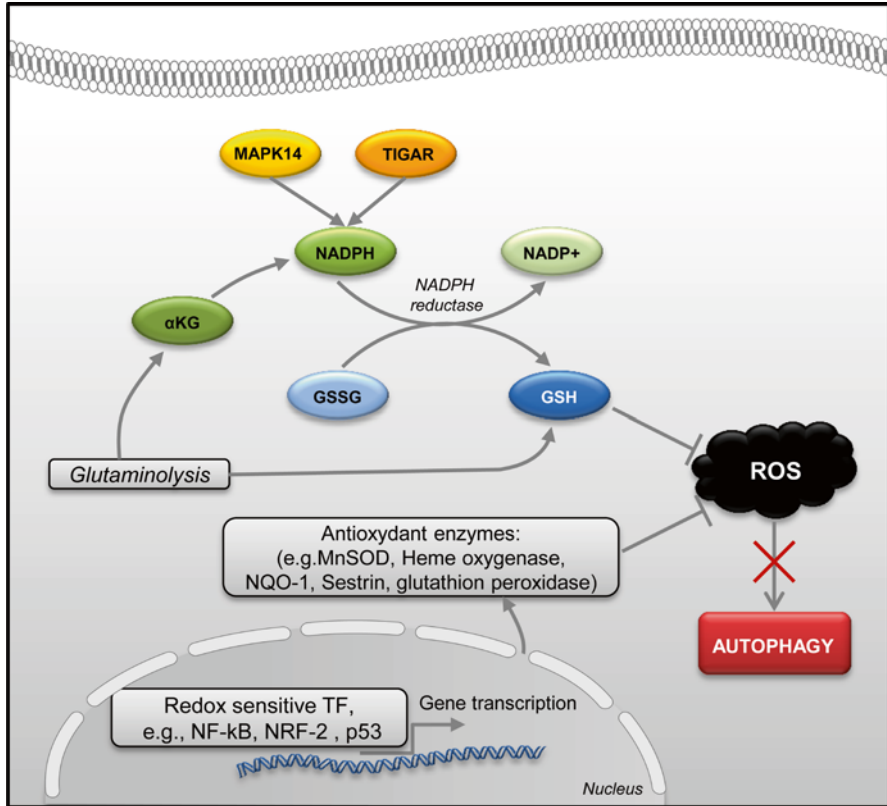 MAPK14
TIGAR
NADPH
NADP+
NADPH
reductase
αKG
GSSG
GSH
ROS
Glutaminolysis
Antioxydant enzymes:
(e.g.MnSOD, Heme oxygenase,
NQO-1, Sestrin, glutathion peroxidase)
AUTOPHAGY
Redox sensitive TF,
e.g., NF-kB, NRF-2 , p53
Gene transcription
Nucleus